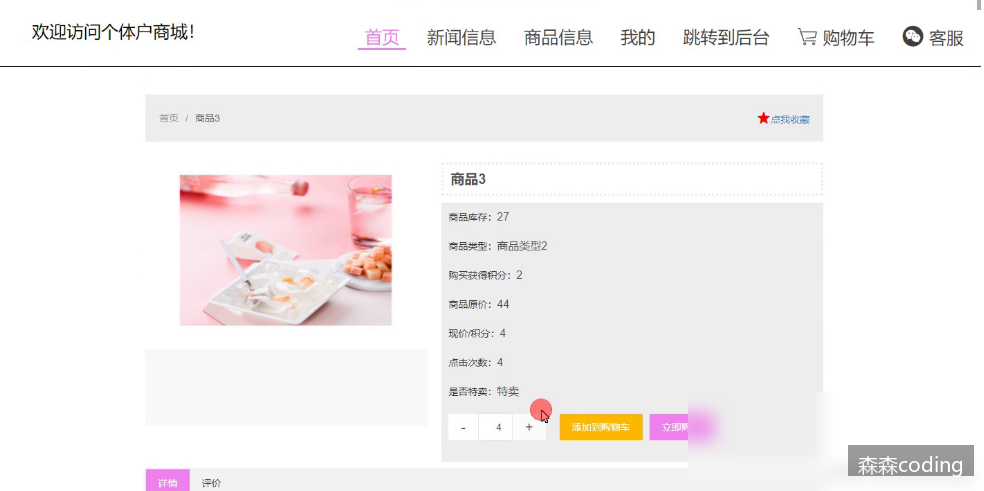 欢迎访问个体户商城!
首页 新闻信息 商品信息 我的 跳转到后台 购物车 客服
首页 / 商品3
点我收藏
商品3
商品库存: 27
商品类型: 商品类型2
购买获得积分: 2
商品原价: 44
现价/积分: 4
点击次数: 4
是否特卖: 特卖
- 4 + 添加到购物车 立即
详情 评价
森森coding